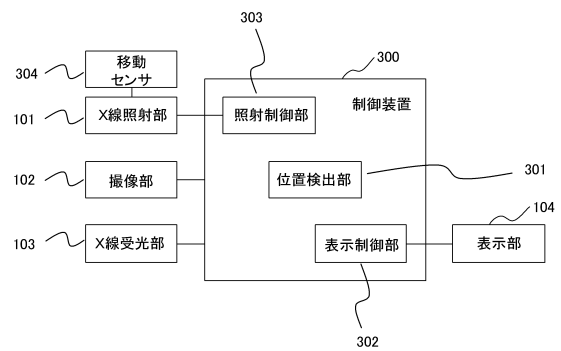 303
300
304
移動
センサ
照射制御部
制御装置
101
X線照射部
102
撮像部
位置検出部
301
104
103
X線受光部
表示制御部
表示部
302